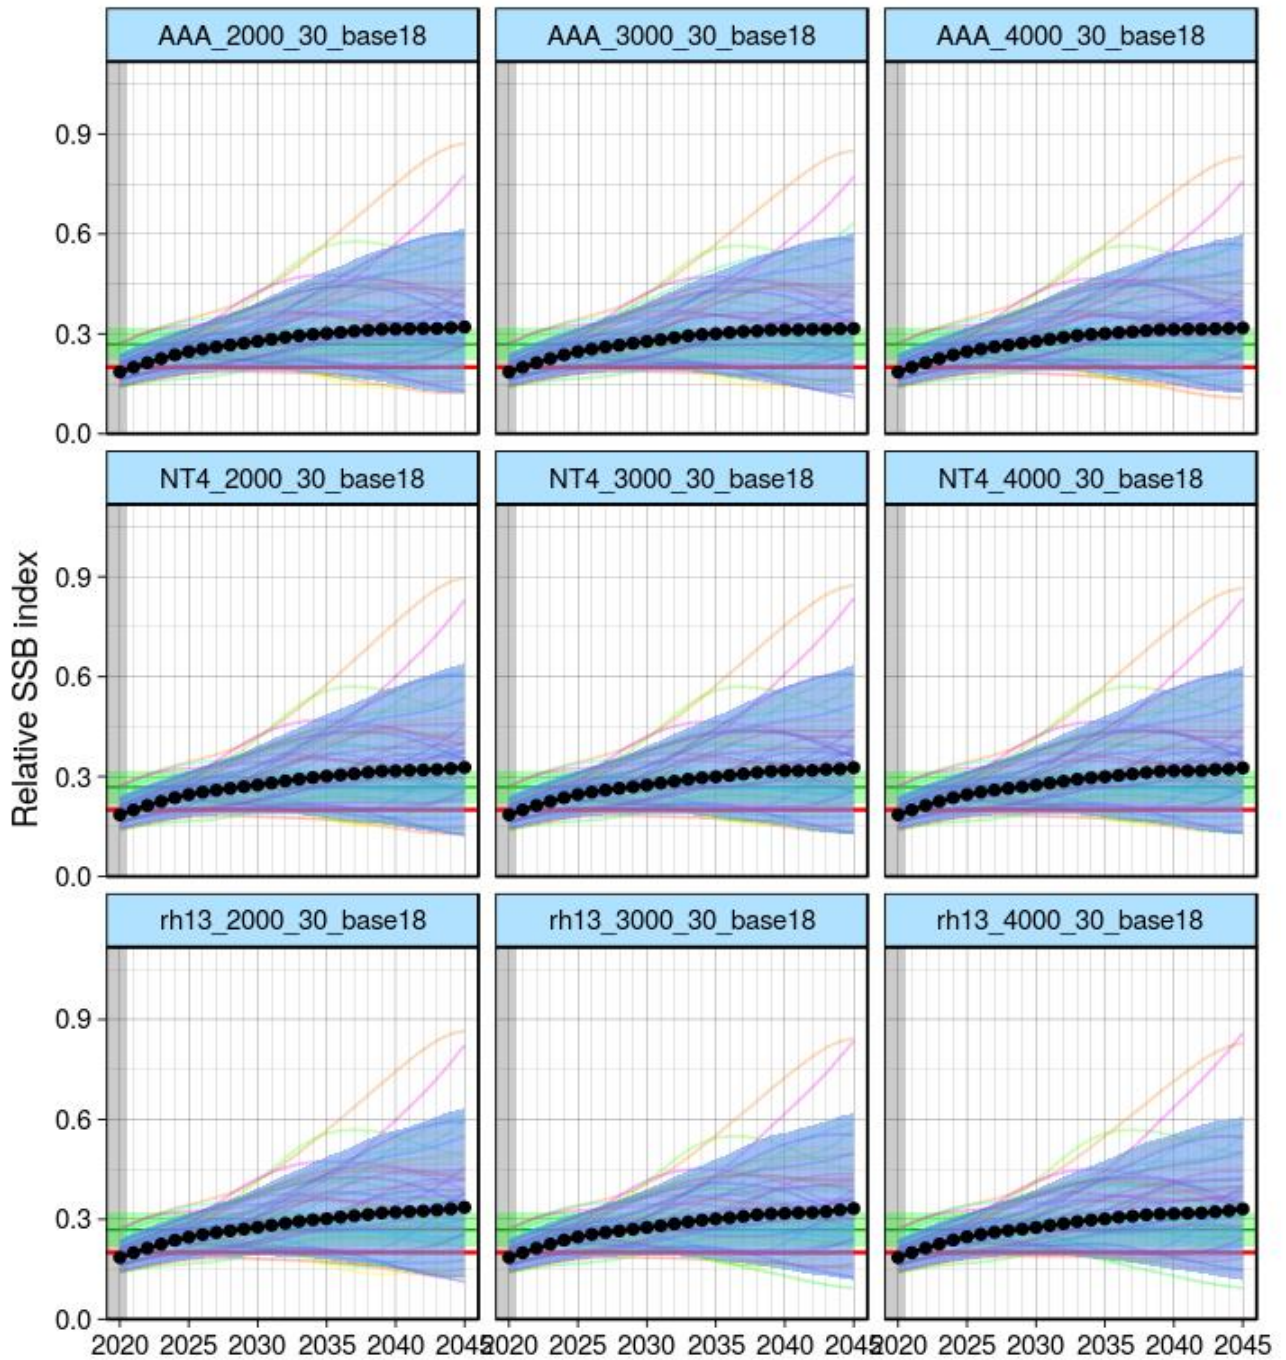 AAA_2000_30_base18 AAA_3000_30_base18 AAA_4000_30_base18
0.9
0.6
0.3
0.0
NT4_2000_30_base18 NT4_3000_30_base18 NT4_4000_30_base18
Relative SSB index
0.9
0.6
0.3
0.0
rh13_2000_30_base18 rh13_3000_30_base18 rh13_4000_30_base18
0.9
0.6
0.3
0.0
2020 2025 2030 2035 2040 2045 2020 2025 2030 2035 2040 2045 2020 2025 2030 2035 2040 2045